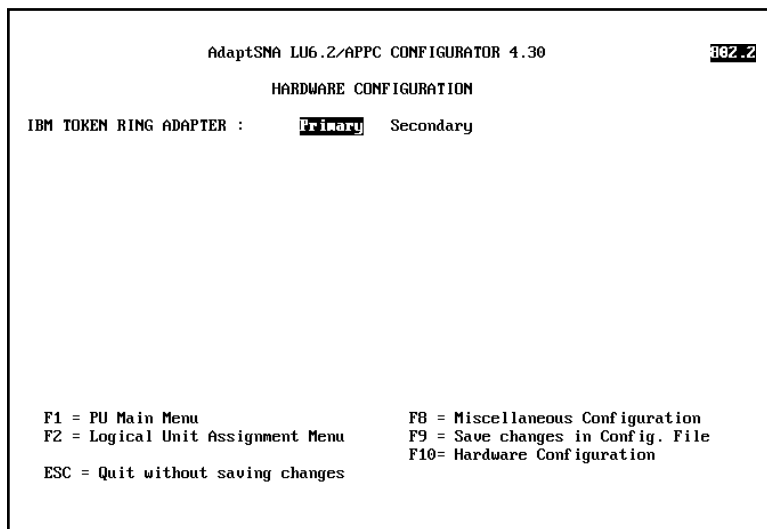 AdaptSNA LU6.2/APPC CONFIGURATOR 4.30 802.2
HARDWARE CONFIGURATION
IBM TOKEN RING ADAPTER : Primary Secondary
F1 = PU Main Menu F8 = Miscellaneous Configuration
F2 = Logical Unit Assignment Menu F9 = Save changes in Config. File
F10= Hardware Configuration
ESC = Quit without saving changes